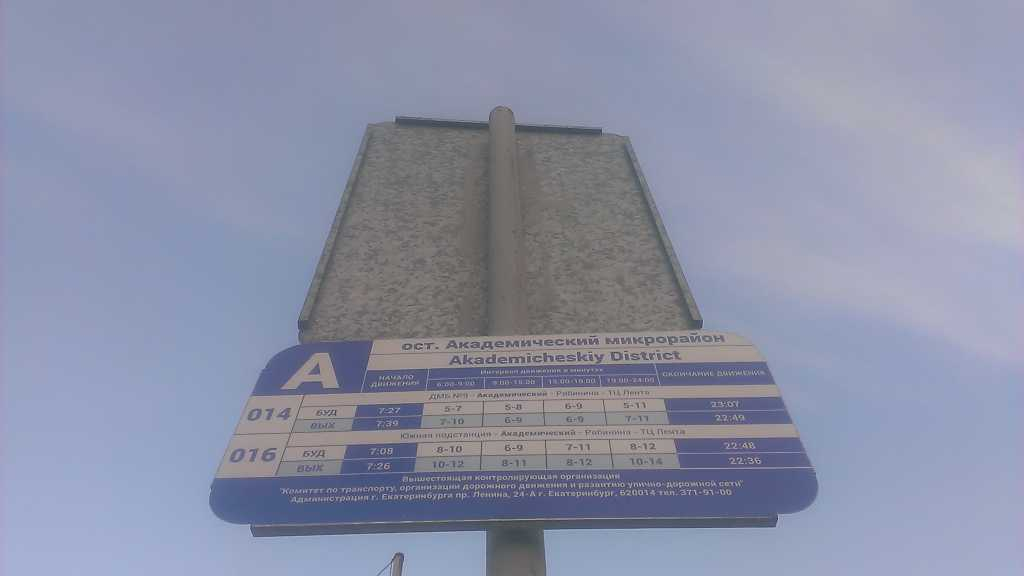 А
ост. Академический микрорайон
Akademicheskiy District
НАЧАЛО ДВИЖЕНИЯ
Интервал движения в минутах
ОКОНЧАНИЕ ДВИЖЕНИЯ
6:00-9:00 9:00-15:00 15:00-19:00 19:00-24:00
ДМБ №9 - Академический - Рябинина - ТЦ Лента
014
БУД 7:27 5-7 5-8 6-9 5-11 23:07
ВЫХ 7:39 7-10 6-9 6-9 7-11 22:49
Южная подстанция - Академический - Рябинина - ТЦ Лента
016
БУД 7:08 8-10 6-9 7-11 8-12 22:48
ВЫХ 7:26 10-12 8-11 8-12 10-14 22:36
Вышестоящая контролирующая организация
"Комитет по транспорту, организации дорожного движения и развитию улично-дорожной сети"
Администрация г. Екатеринбурга пр. Ленина, 24-А г. Екатеринбург, 620014 тел. 371-91-00